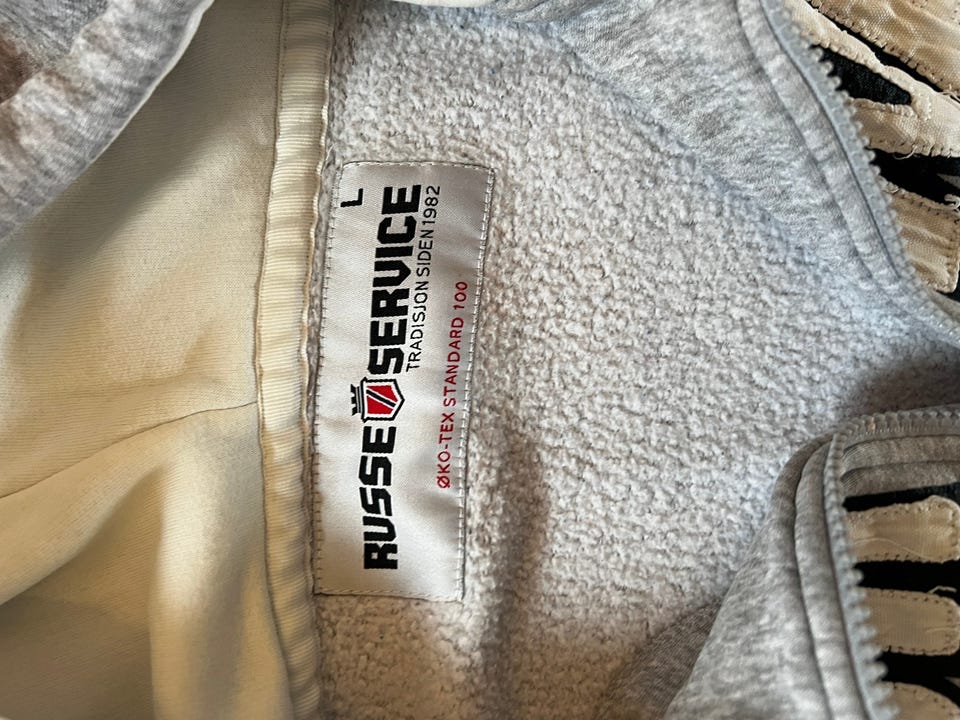 L
RUSSE SERVICE
TRADISJON SIDEN 1982
ØKO-TEX STANDARD 100